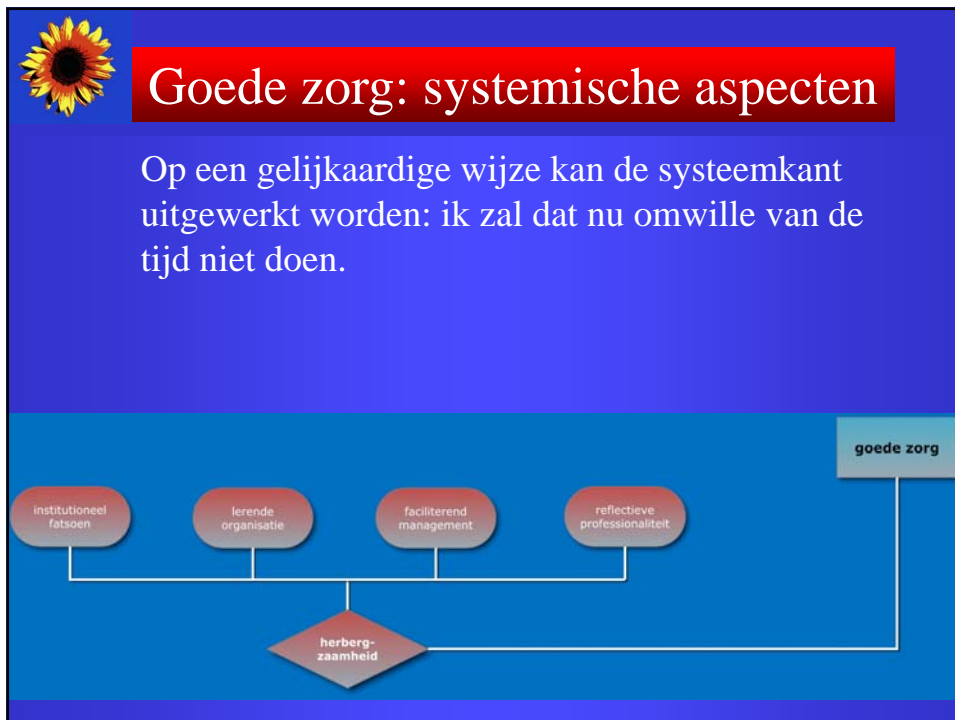 Goede zorg: systemische aspecten
Op een gelijkaardige wijze kan de systeemkant
uitgewerkt worden: ik zal dat nu omwille van de
tijd niet doen.
goede zorg
institutioneel
fatsoen
lerende
organisatie
faciliterend
management
reflectieve
professionaliteit
herberg-
zaamheid